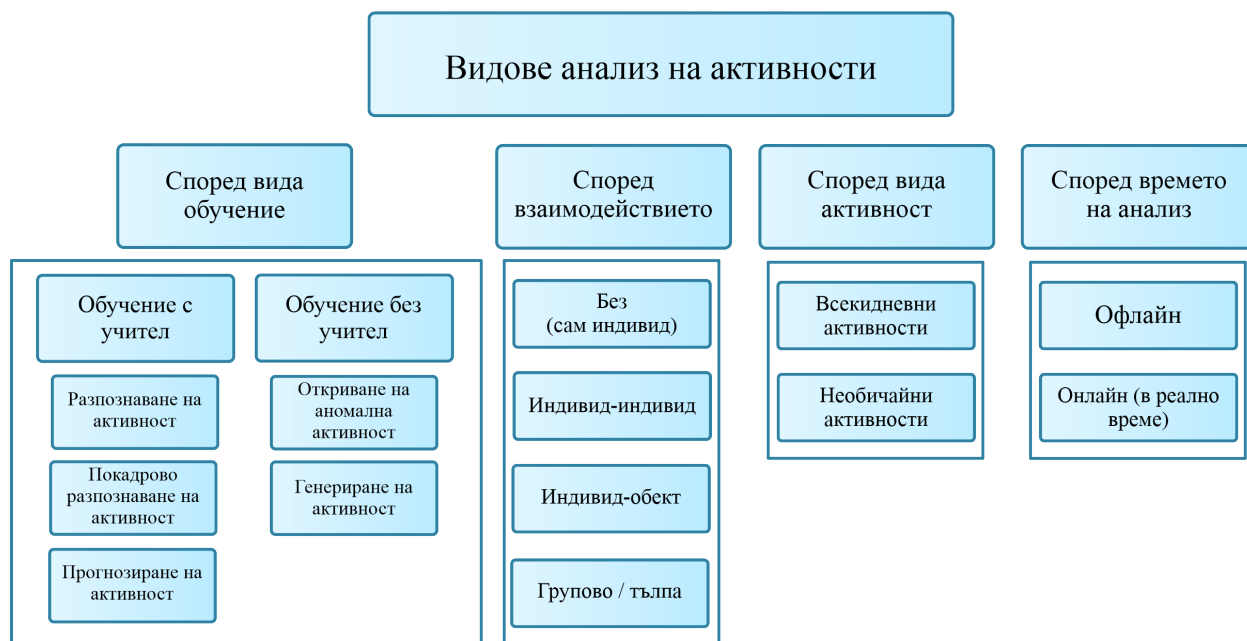 Видове анализ на активности
Според вида
обучение
Обучение с
учител
Разпознаване на
активност
Покадрово
разпознаване на
активност
Прогнозиране на
активност
Обучение без
учител
Откриване на
аномална
активност
Генериране на
активност
Според
взаимодействието
Без
(сам индивид)
Индивид-индивид
Индивид-обект
Групово / тълпа
Според вида
активност
Всекидневни
активности
Необичайни
активности
Според времето
на анализ
Офлайн
Онлайн (в реално
време)